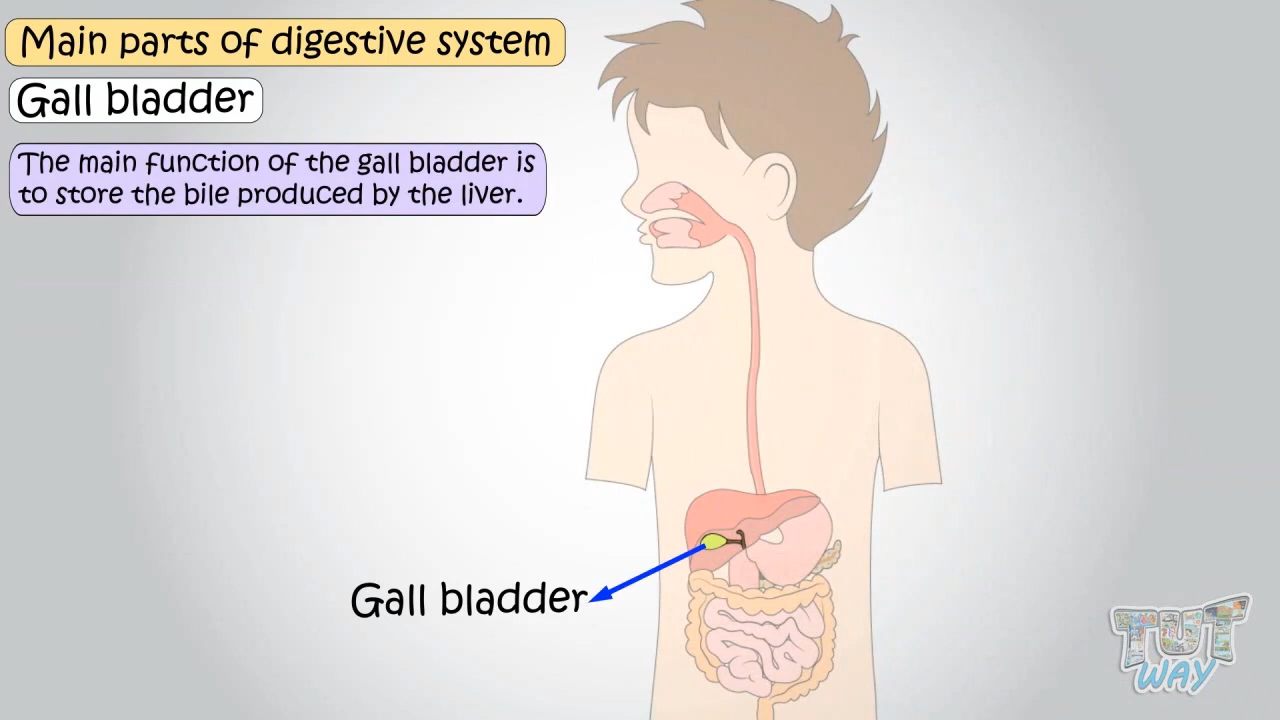 Main parts of digestive system
Gall bladder
The main function of the gall bladder is
to store the bile produced by the liver.
Gall bladder
TUT
WAY